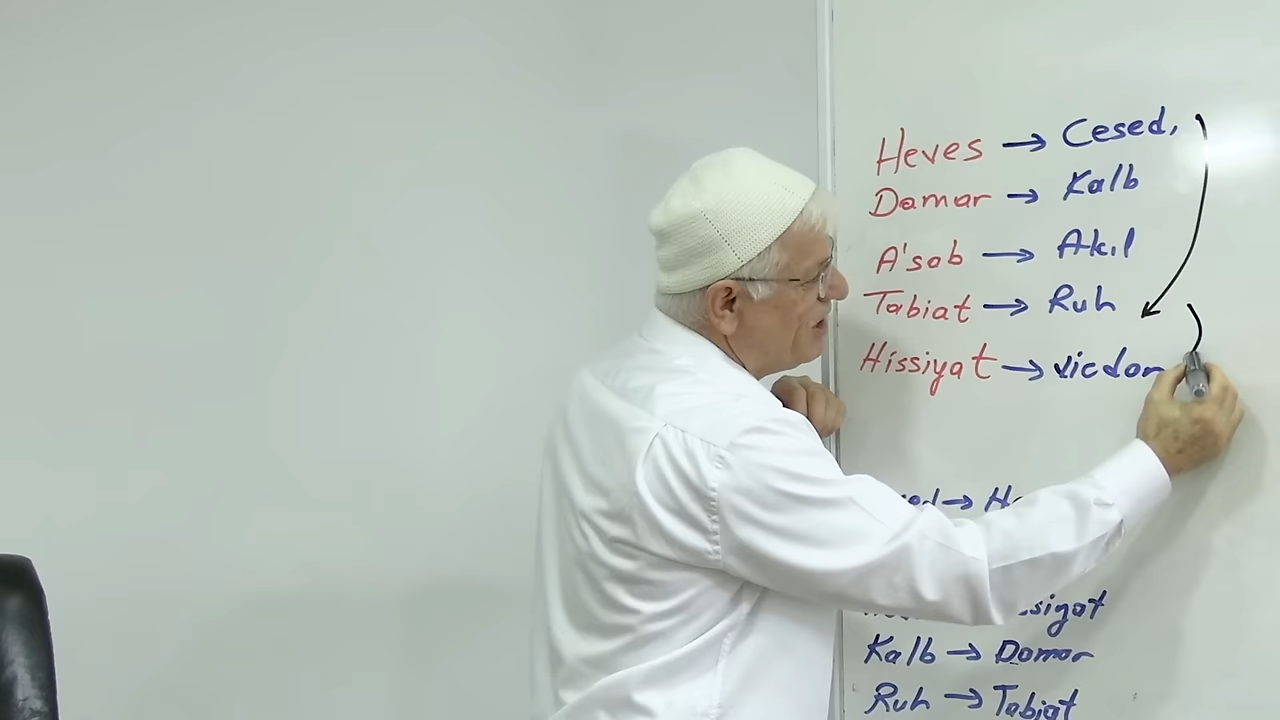 Heves → Cesed,
Damar → Kalb
A'sab → Akıl
Tabiat → Ruh
Hissiyat → vicdan
Kalb → Damar
Ruh → Tabiat